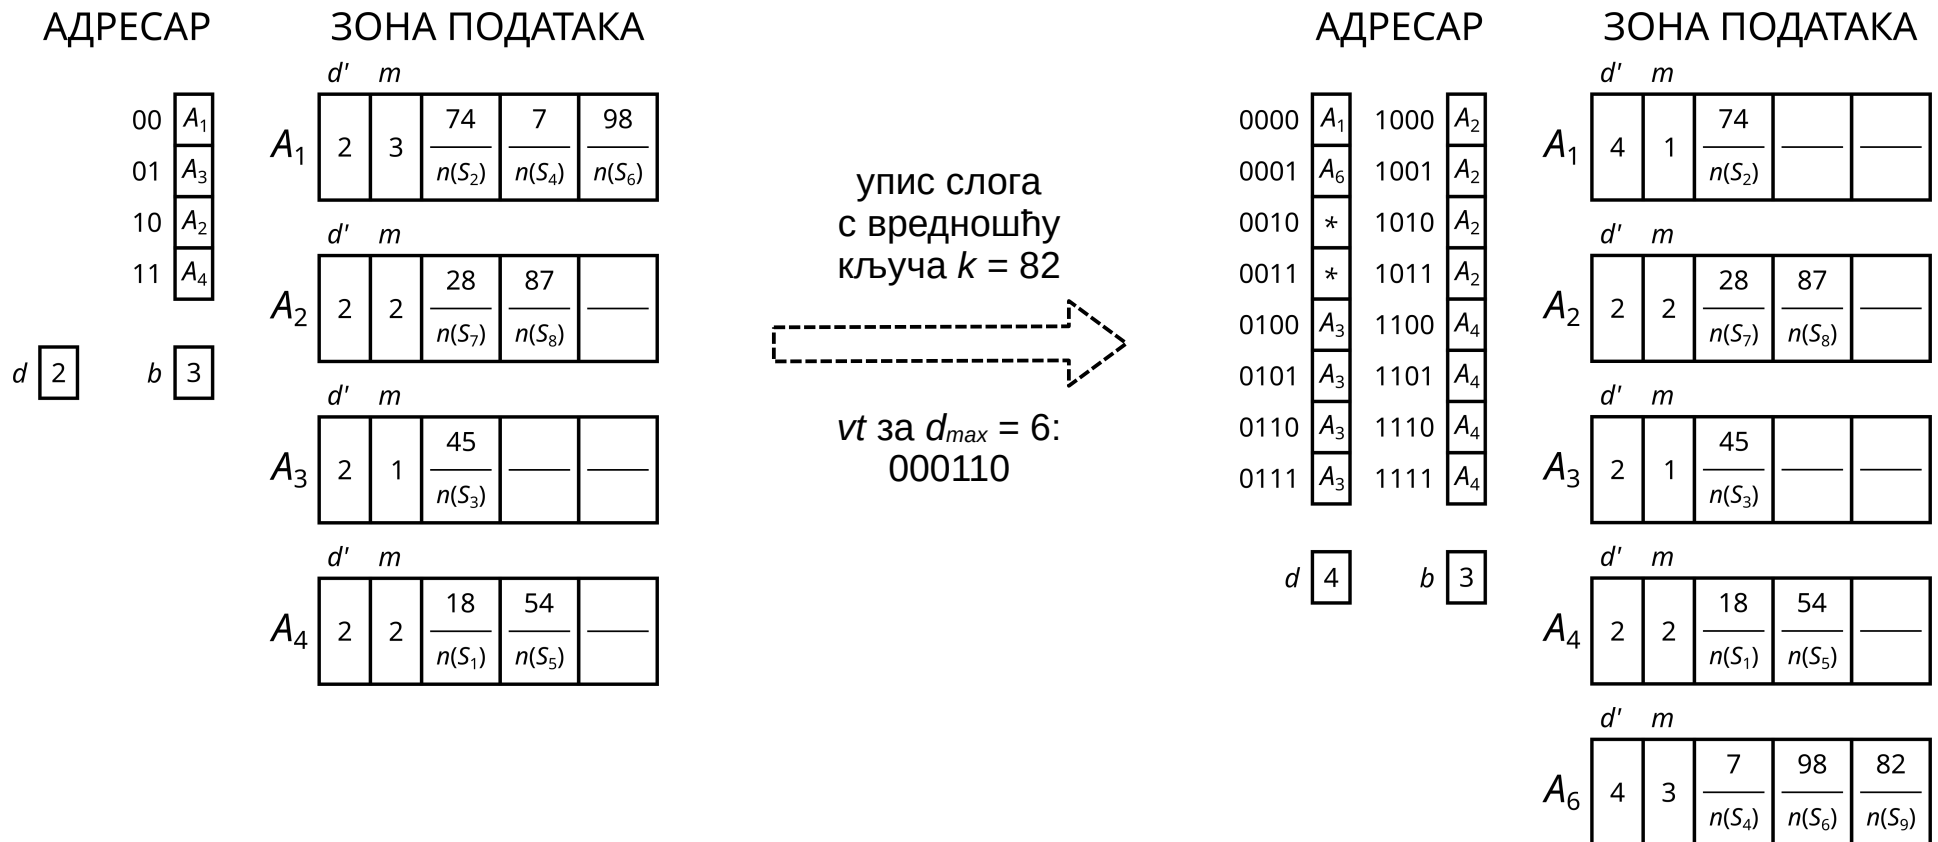 АДРЕСАР ЗОНА ПОДАТАКА
d' m
00 A1
01 A3
10 A2
11 A4
d 2 b 3
A1 2 3 74 7 98
n(S2) n(S4) n(S6)
d' m
A2 2 2 28 87
n(S7) n(S8)
d' m
A3 2 1 45
n(S3)
d' m
A4 2 2 18 54
n(S1) n(S5)
упис слога
с вредношћу
кључа k = 82
vt за dmax = 6:
000110
АДРЕСАР ЗОНА ПОДАТАКА
0000 A1 1000 A2
0001 A6 1001 A2
0010 * 1010 A2
0011 * 1011 A2
0100 A3 1100 A4
0101 A3 1101 A4
0110 A3 1110 A4
0111 A3 1111 A4
d 4 b 3
d' m
A1 4 1 74
n(S2)
d' m
A2 2 2 28 87
n(S7) n(S8)
d' m
A3 2 1 45
n(S3)
d' m
A4 2 2 18 54
n(S1) n(S5)
d' m
A6 4 3 7 98 82
n(S4) n(S6) n(S9)